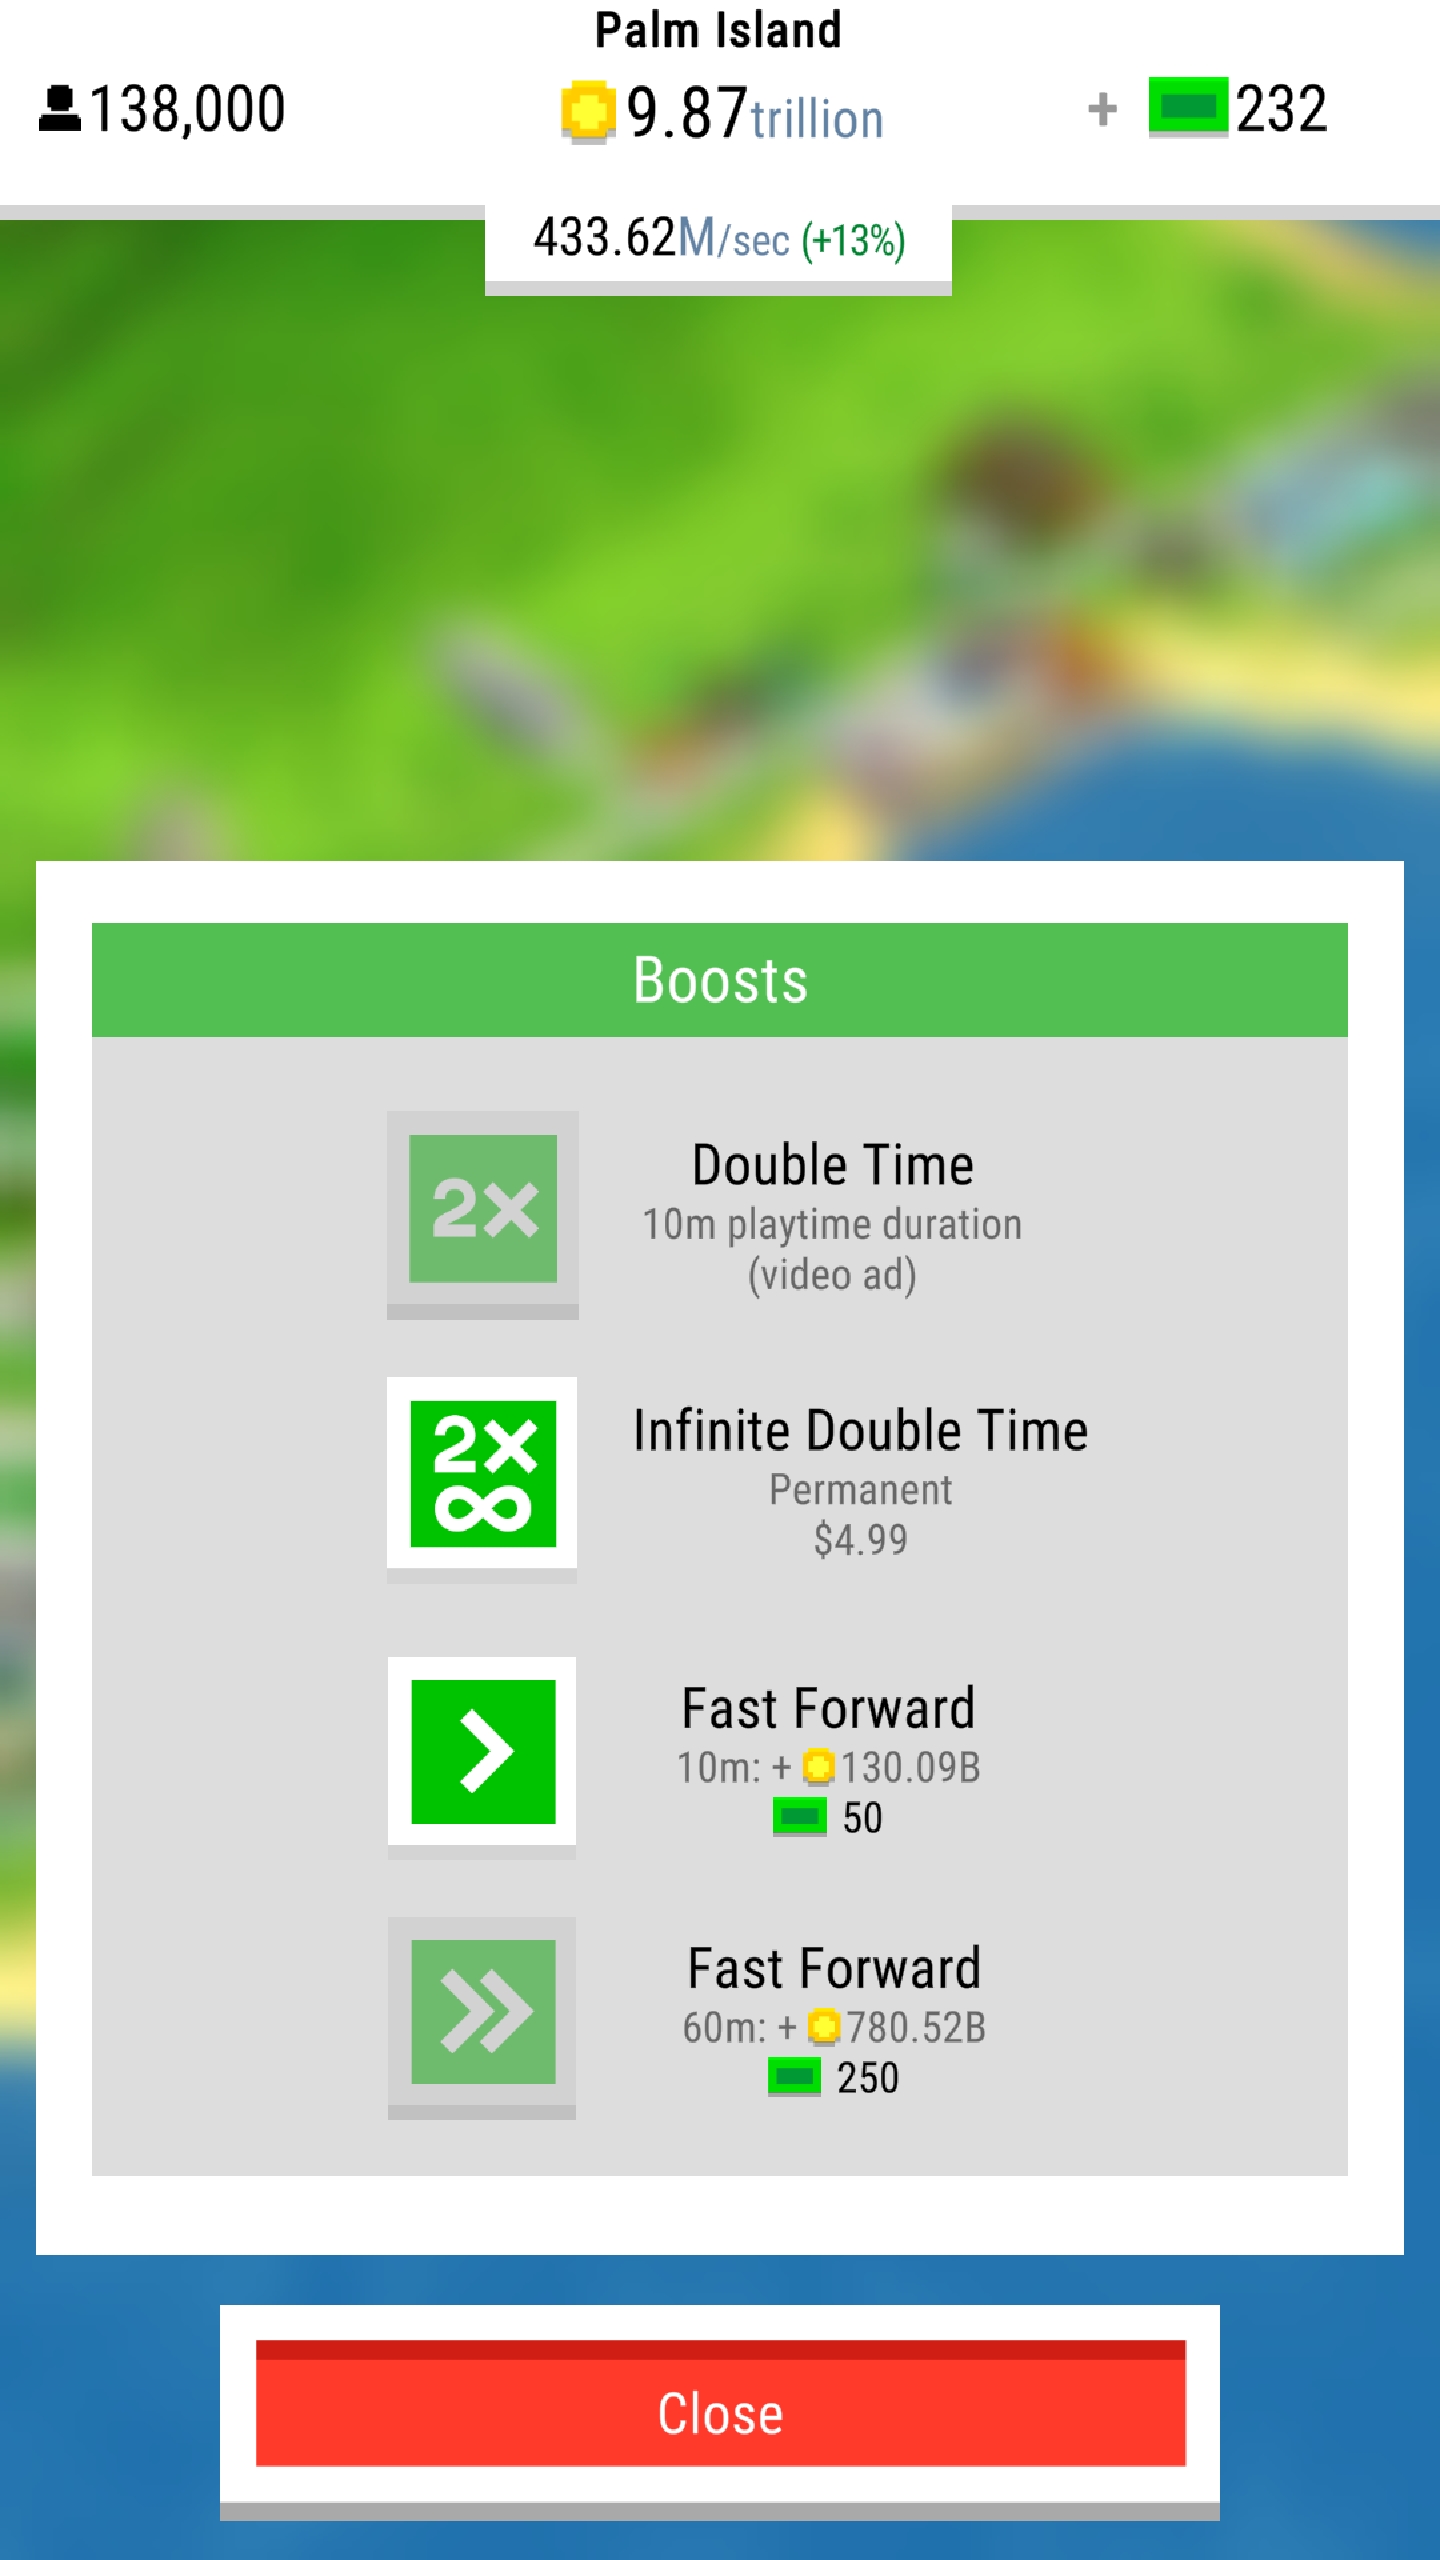 Palm Island
138,000
9.87trillion
+ 232
433.62M/sec (+13%)
Boosts
2×
Double Time
10m playtime duration
(video ad)
2×
∞
Infinite Double Time
Permanent
$4.99
Fast Forward
10m: + 130.09B
50
Fast Forward
60m: + 780.52B
250
Close